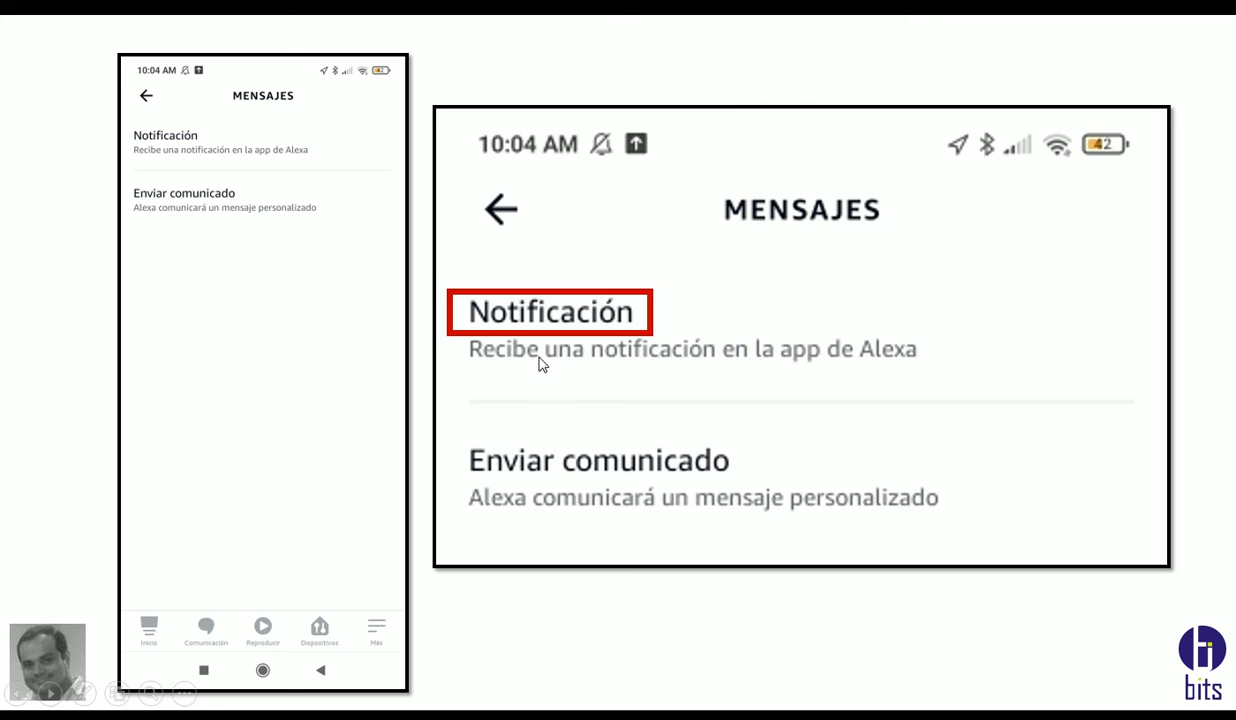 10:04 AM
42
MENSAJES
Notificación
Recibe una notificación en la app de Alexa
Enviar comunicado
Alexa comunicará un mensaje personalizado
Inicio
Comunicación
Reproducir
Dispositivos
Más
10:04 AM
42
MENSAJES
Notificación
Recibe una notificación en la app de Alexa
Enviar comunicado
Alexa comunicará un mensaje personalizado
bits